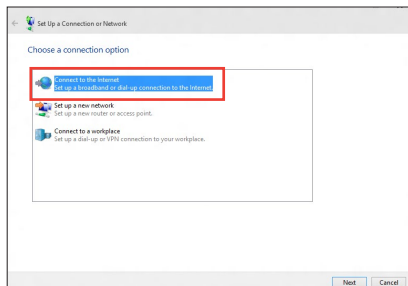 Set Up a Connection or Network
Choose a connection option
Connect to the Internet
Set up a broadband or dial-up connection to the Internet.
Set up a new network
Set up a new router or access point.
Connect to a workplace
Set up a dial-up or VPN connection to your workplace.
Next Cancel